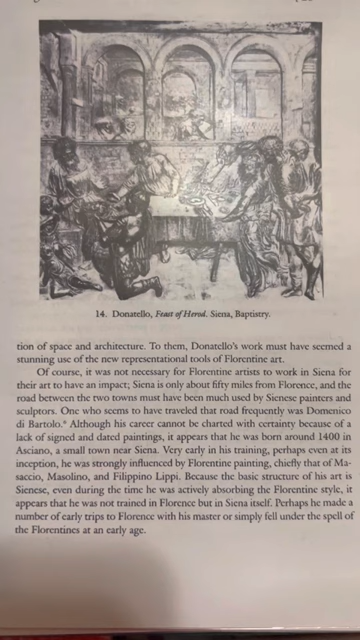 14. Donatello, Feast of Herod. Siena, Baptistry.
tion of space and architecture. To them, Donatello's work must have seemed a
stunning use of the new representational tools of Florentine art.
Of course, it was not necessary for Florentine artists to work in Siena for
their art to have an impact; Siena is only about fifty miles from Florence, and the
road between the two towns must have been much used by Sienese painters and
sculptors. One who seems to have traveled that road frequently was Domenico
di Bartolo. Although his career cannot be charted with certainty because of a
lack of signed and dated paintings, it appears that he was born around 1400 in
Asciano, a small town near Siena. Very early in his training, perhaps even at its
inception, he was strongly influenced by Florentine painting, chiefly that of Ma-
saccio, Masolino, and Filippino Lippi. Because the basic structure of his art is
Sienese, even during the time he was actively absorbing the Florentine style, it
appears that he was not trained in Florence but in Siena itself. Perhaps he made a
number of early trips to Florence with his master or simply fell under the spell of
the Florentines at an early age.